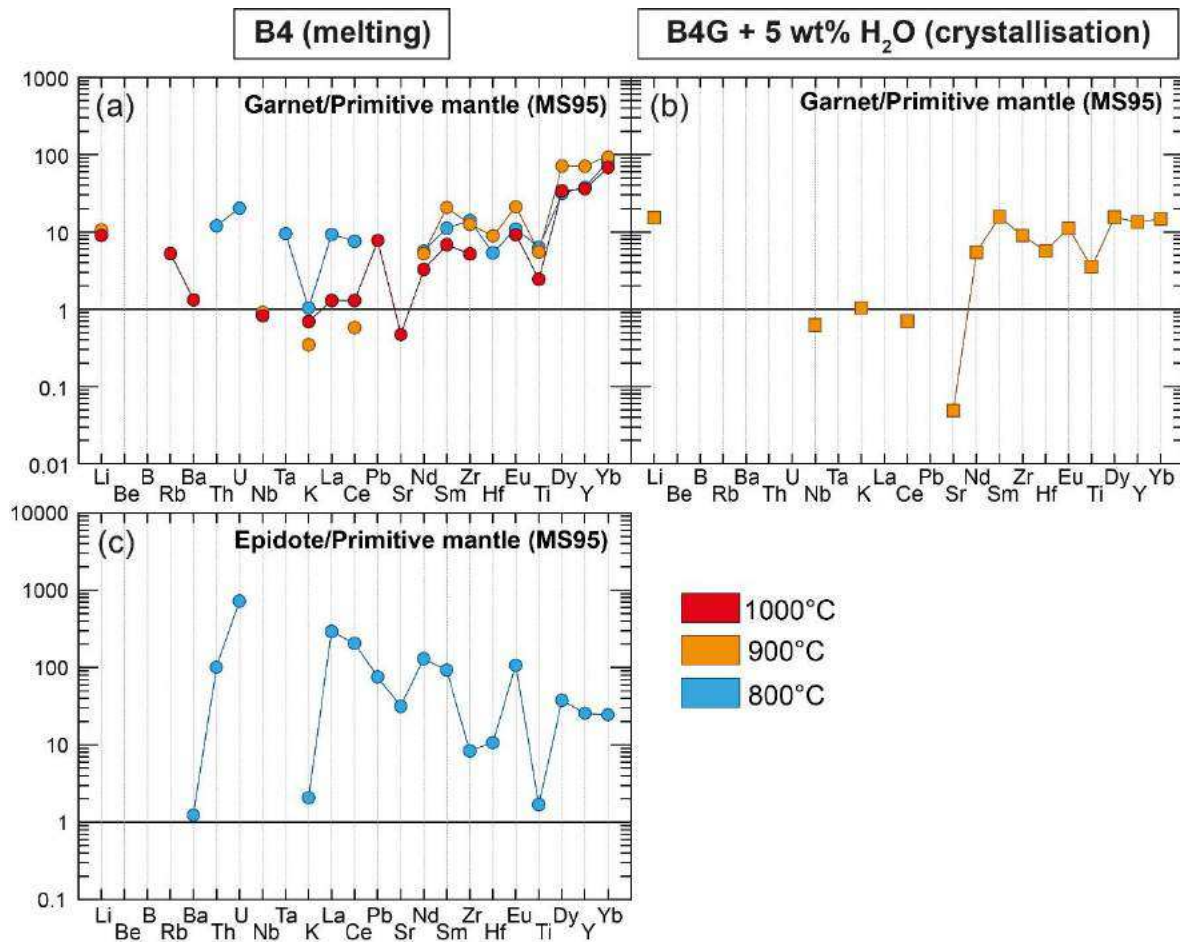 B4 (melting)
B4G + 5 wt% H₂O (crystallisation)
(a)
Garnet/Primitive mantle (MS95)
1000
100
10
1
0.1
0.01
Li Be B Rb Ba Th U Nb Ta K La Ce Pb Sr Nd Sm Zr Hf Eu Ti Dy Y Yb
(b)
Garnet/Primitive mantle (MS95)
Li Be B Rb Ba Th U Nb Ta K La Ce Pb Sr Nd Sm Zr Hf Eu Ti Dy Y Yb
(c)
Epidote/Primitive mantle (MS95)
10000
1000
100
10
1
0.1
Li Be B Rb Ba Th U Nb Ta K La Ce Pb Sr Nd Sm Zr Hf Eu Ti Dy Y Yb
1000°C
900°C
800°C